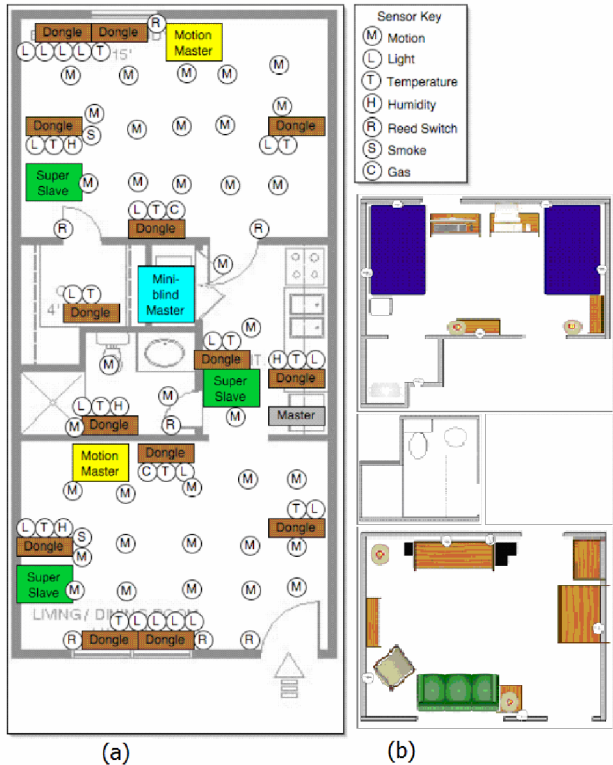 Dongle Dongle R
Motion Master
15'
L L L L T
M M M M M
M
M
Dongle S
M M M M
Dongle
L T H
L T
Super Slave
M M M M M
L T C
R Dongle R
M
Mini-blind Master
L T
4'
Dongle
L T M
Dongle
H T L
Dongle
M
Super Slave
L T H
M
M Dongle R
M
Master
Motion Master
Dongle
C T L
M M M M M
T L
Dongle
L T H S
Dongle
M M M M M
M
Super Slave
M M M M M M
LIVING / DINING ROOM
T L L L L
R Dongle Dongle R R
Sensor Key
M Motion
L Light
T Temperature
H Humidity
R Reed Switch
S Smoke
C Gas
(a)
(b)